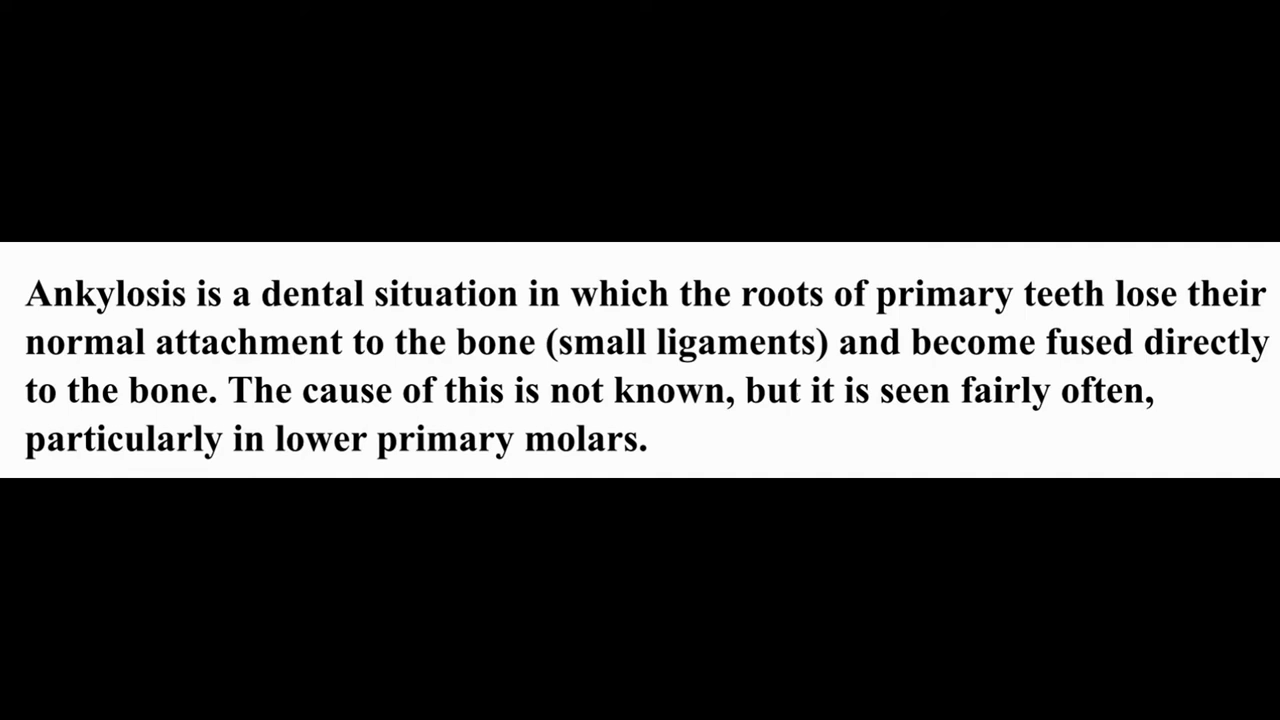 Ankylosis is a dental situation in which the roots of primary teeth lose their
normal attachment to the bone (small ligaments) and become fused directly
to the bone. The cause of this is not known, but it is seen fairly often,
particularly in lower primary molars.